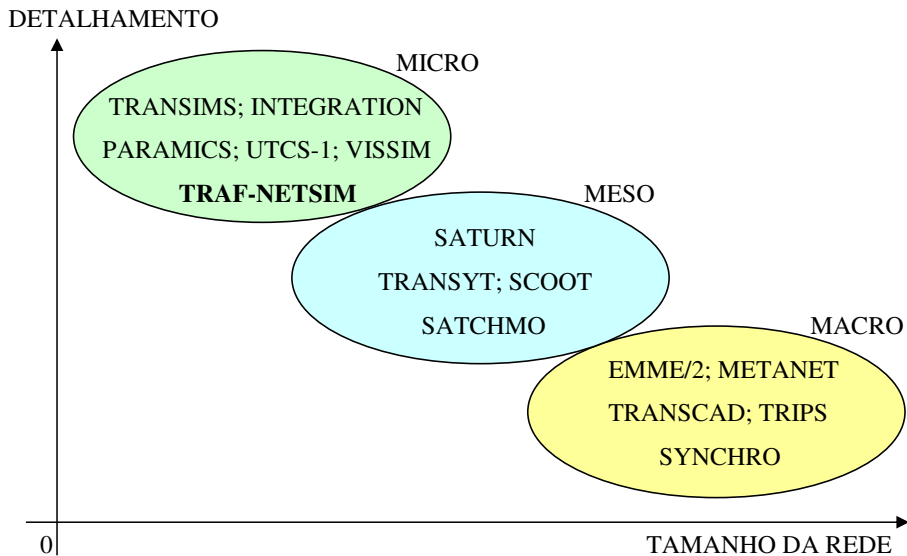 DETALHAMENTO
MICRO
TRANSIMS; INTEGRATION
PARAMICS; UTCS-1; VISSIM
TRAF-NETSIM
MESO
SATURN
TRANSYT; SCOOT
SATCHMO
MACRO
EMME/2; METANET
TRANSCAD; TRIPS
SYNCHRO
0
TAMANHO DA REDE